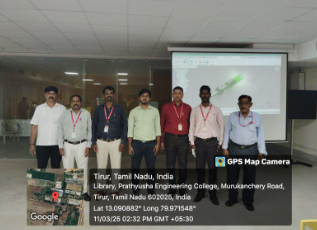 GPS Map Camera
Tirur, Tamil Nadu, India
Library, Prathyusha Engineering College, Murukanchery Road,
Tirur, Tamil Nadu 602025, India
Lat 13.090882° Long 79.971548°
11/03/25 02:32 PM GMT +05:30
Google